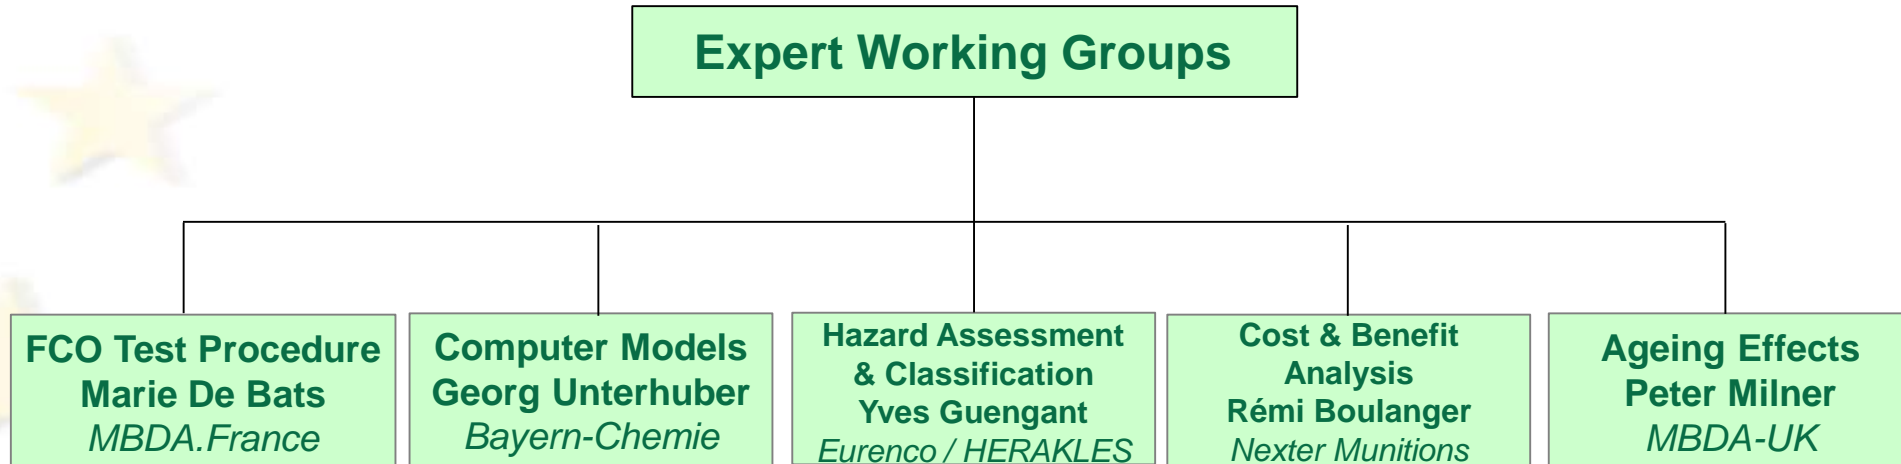 Expert Working Groups
FCO Test Procedure
Marie De Bats
MBDA.France
Computer Models
Georg Unterhuber
Bayern-Chemie
Hazard Assessment
& Classification
Yves Guengant
Eurenco / HERAKLES
Cost & Benefit
Analysis
Rémi Boulanger
Nexter Munitions
Ageing Effects
Peter Milner
MBDA-UK